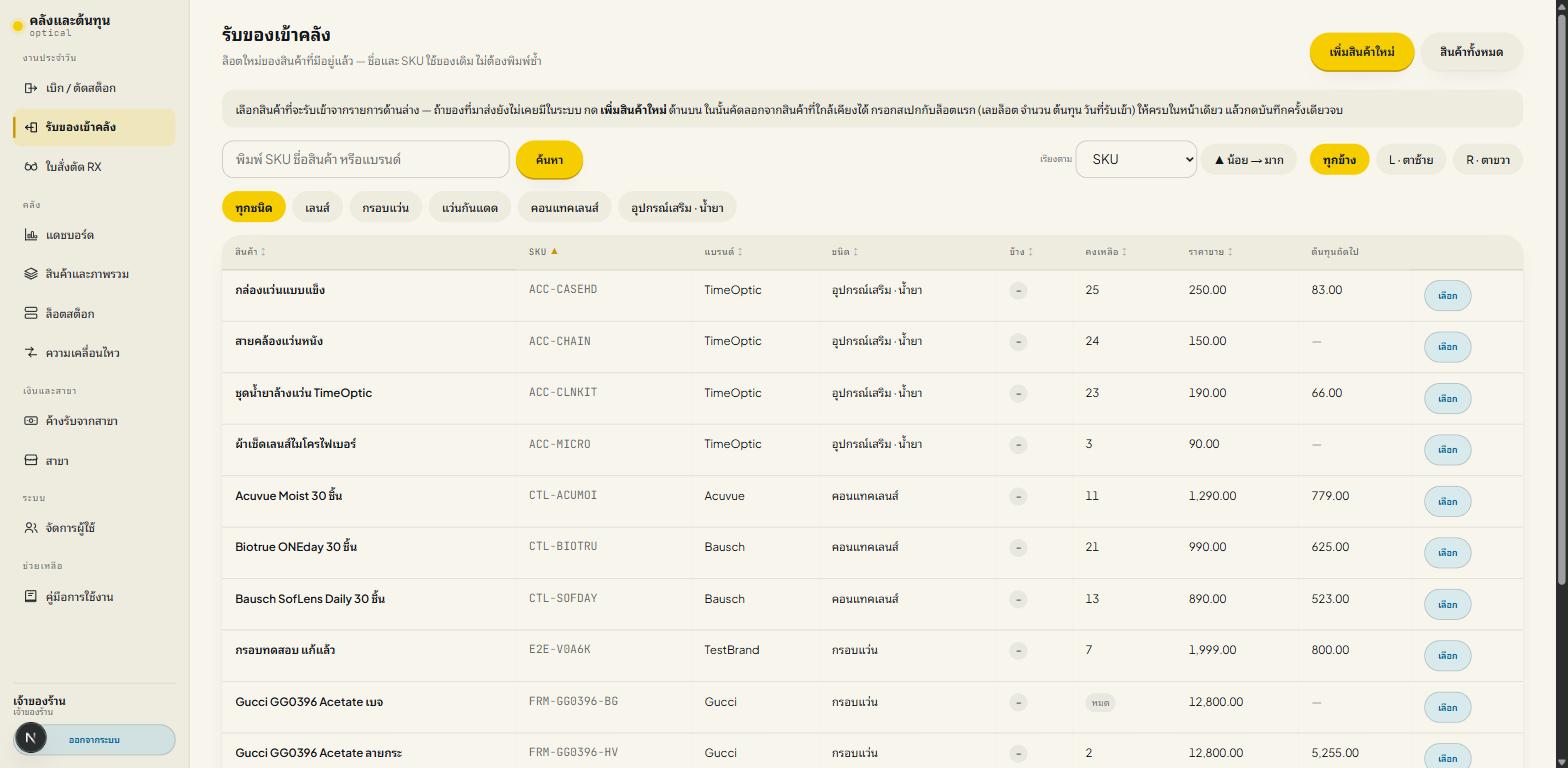 คลังและต้นทุน
optical
งานประจำวัน
เบิก / ตัดสต็อก
รับของเข้าคลัง
ใบสั่งตัด RX
คลัง
แดชบอร์ด
สินค้าและภาพรวม
ล็อตสต็อก
ความเคลื่อนไหว
เงินและสาขา
ค้างรับจากสาขา
สาขา
ระบบ
จัดการผู้ใช้
ช่วยเหลือ
คู่มือการใช้งาน
เจ้าของร้าน
เจ้าของร้าน
N
ออกจากระบบ
รับของเข้าคลัง
ล็อตใหม่ของสินค้าที่มีอยู่แล้ว — ชื่อและ SKU ใช้ของเดิม ไม่ต้องพิมพ์ซ้ำ
เพิ่มสินค้าใหม่ สินค้าทั้งหมด
เลือกสินค้าที่จะรับเข้าจากรายการด้านล่าง — ถ้าของที่มาส่งยังไม่เคยมีในระบบ กด เพิ่มสินค้าใหม่ ด้านบน ในนั้นคัดลอกจากสินค้าที่ใกล้เคียงได้ กรอกสเปกกับล็อตแรก (เลขล็อต จำนวน ต้นทุน วันที่รับเข้า) ให้ครบในหน้าเดียว แล้วกดบันทึกครั้งเดียวจบ
พิมพ์ SKU ชื่อสินค้า หรือแบรนด์ ค้นหา เรียงตาม SKU ▲ น้อย → มาก ทุกข้าง L · ตาซ้าย R · ตาขวา
ทุกชนิด เลนส์ กรอบแว่น แว่นกันแดด คอนแทคเลนส์ อุปกรณ์เสริม · น้ำยา
สินค้า ↕ SKU ▲ แบรนด์ ↕ ชนิด ↕ ข้าง ↕ คงเหลือ ↕ ราคาขาย ↕ ต้นทุนถัดไป
กล่องแว่นแบบแข็ง ACC-CASEHD TimeOptic อุปกรณ์เสริม · น้ำยา – 25 250.00 83.00 เลือก
สายคล้องแว่นหนัง ACC-CHAIN TimeOptic อุปกรณ์เสริม · น้ำยา – 24 150.00 — เลือก
ชุดน้ำยาล้างแว่น TimeOptic ACC-CLNKIT TimeOptic อุปกรณ์เสริม · น้ำยา – 23 190.00 66.00 เลือก
ผ้าเช็ดเลนส์ไมโครไฟเบอร์ ACC-MICRO TimeOptic อุปกรณ์เสริม · น้ำยา – 3 90.00 — เลือก
Acuvue Moist 30 ชิ้น CTL-ACUMOI Acuvue คอนแทคเลนส์ – 11 1,290.00 779.00 เลือก
Biotrue ONEday 30 ชิ้น CTL-BIOTRU Bausch คอนแทคเลนส์ – 21 990.00 625.00 เลือก
Bausch SofLens Daily 30 ชิ้น CTL-SOFDAY Bausch คอนแทคเลนส์ – 13 890.00 523.00 เลือก
กรอบทดสอบ แก้แล้ว E2E-V0A6K TestBrand กรอบแว่น – 7 1,999.00 800.00 เลือก
Gucci GG0396 Acetate เบจ FRM-GG0396-BG Gucci กรอบแว่น – หมด 12,800.00 — เลือก
Gucci GG0396 Acetate ลายกระ FRM-GG0396-HV Gucci กรอบแว่น – 2 12,800.00 5,255.00 เลือก